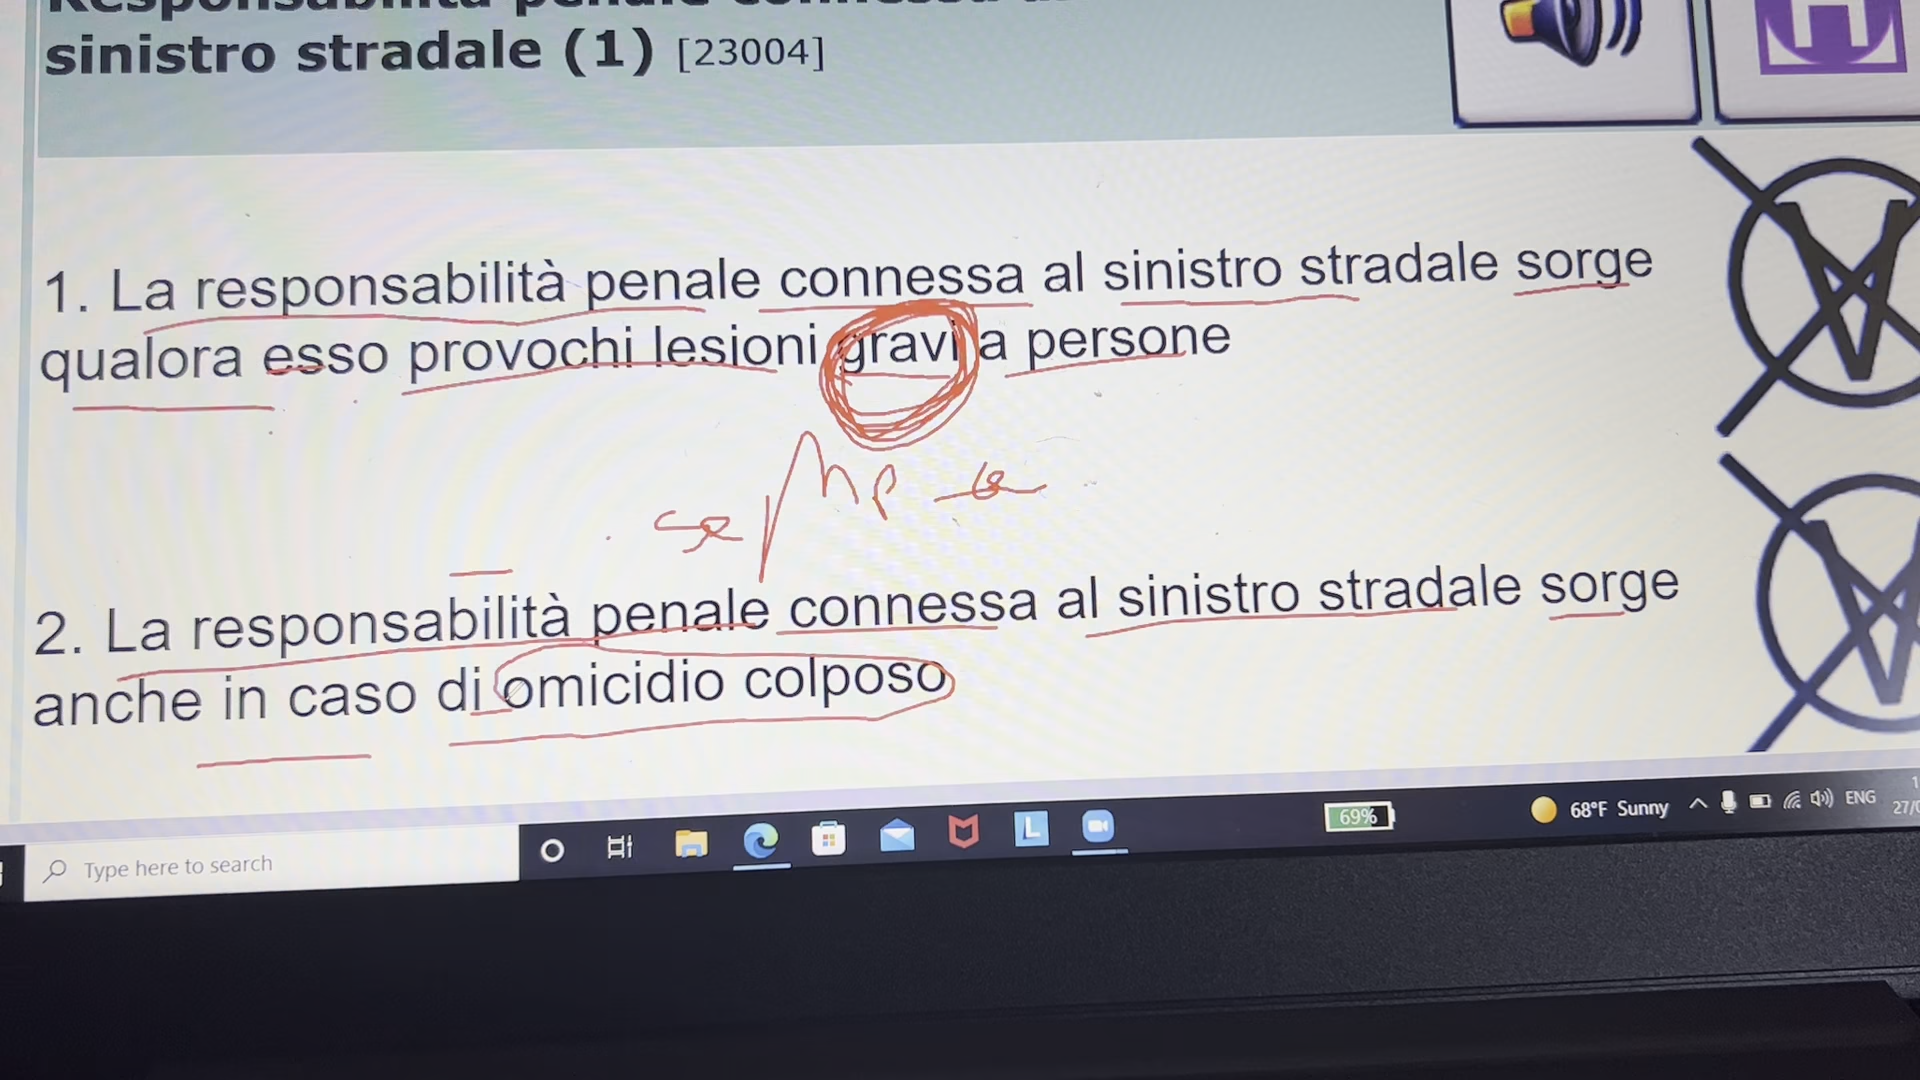 sinistro stradale (1) [23004]
1. La responsabilità penale connessa al sinistro stradale sorge
qualora esso provochi lesioni gravi a persone
2. La responsabilità penale connessa al sinistro stradale sorge
anche in caso di omicidio colposo
Type here to search
69%
68°F Sunny
ENG